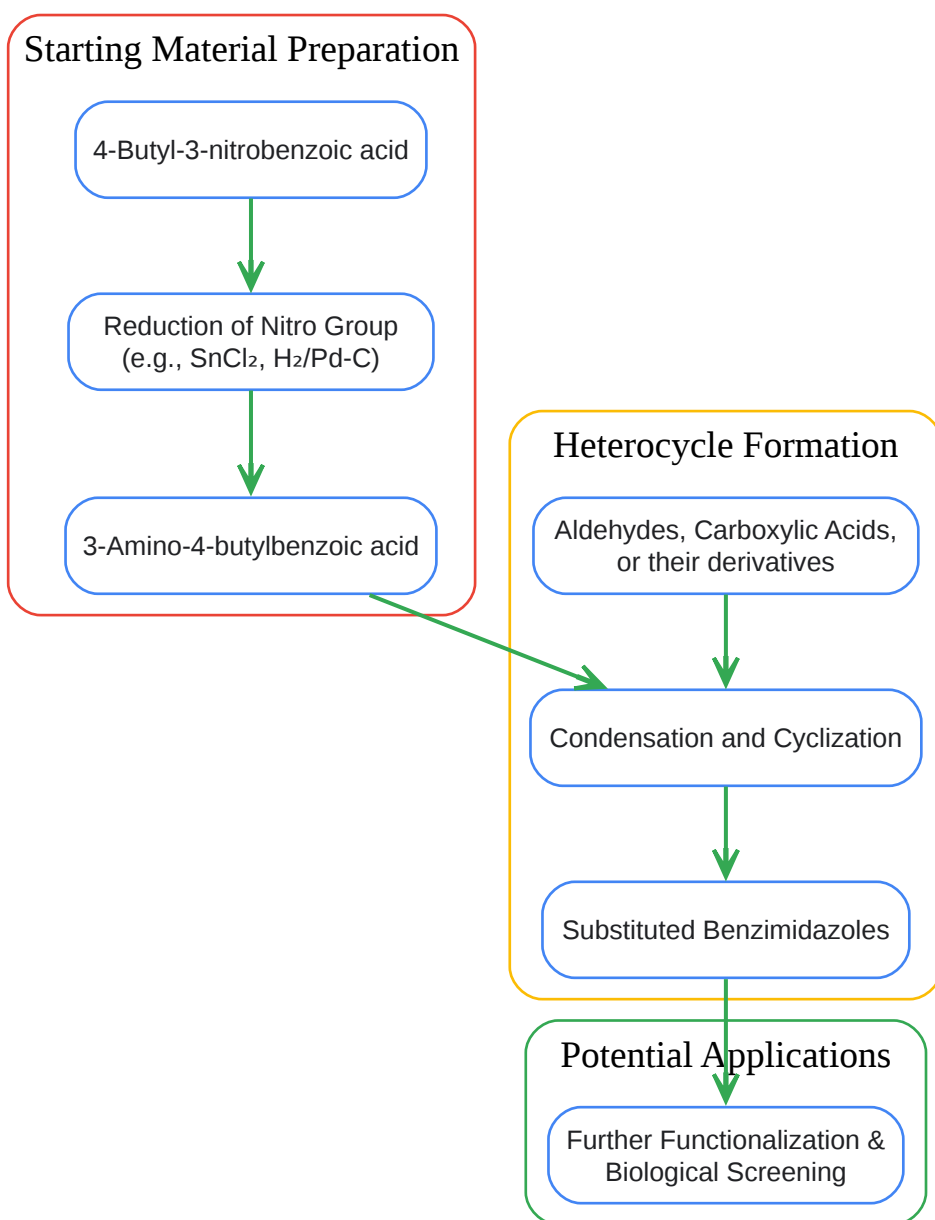 Starting Material Preparation
4-Butyl-3-nitrobenzoic acid
Reduction of Nitro Group
(e.g., SnCl₂, H₂/Pd-C)
3-Amino-4-butylbenzoic acid
Heterocycle Formation
Aldehydes, Carboxylic Acids,
or their derivatives
Condensation and Cyclization
Substituted Benzimidazoles
Potential Applications
Further Functionalization &
Biological Screening